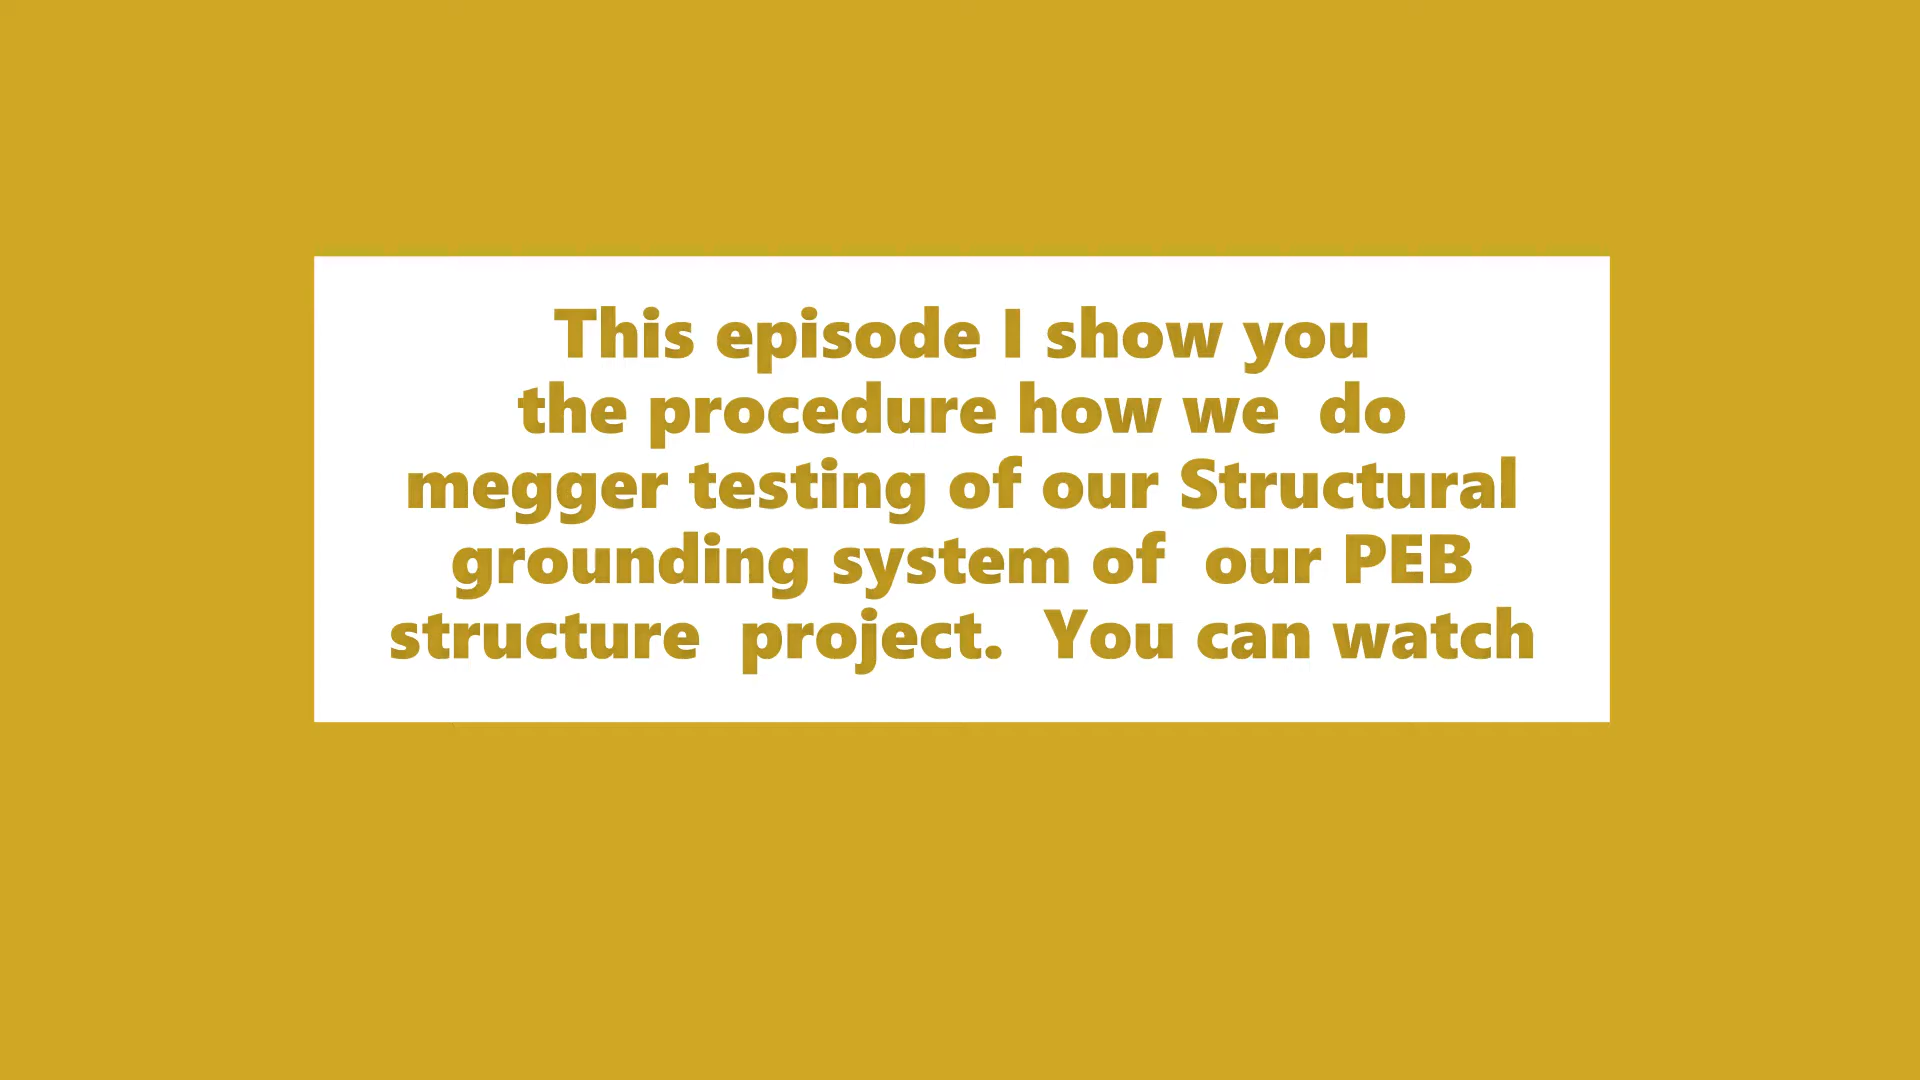 This episode I show you
the procedure how we  do
megger testing of our Structural
grounding system of  our PEB
structure  project.  You can watch